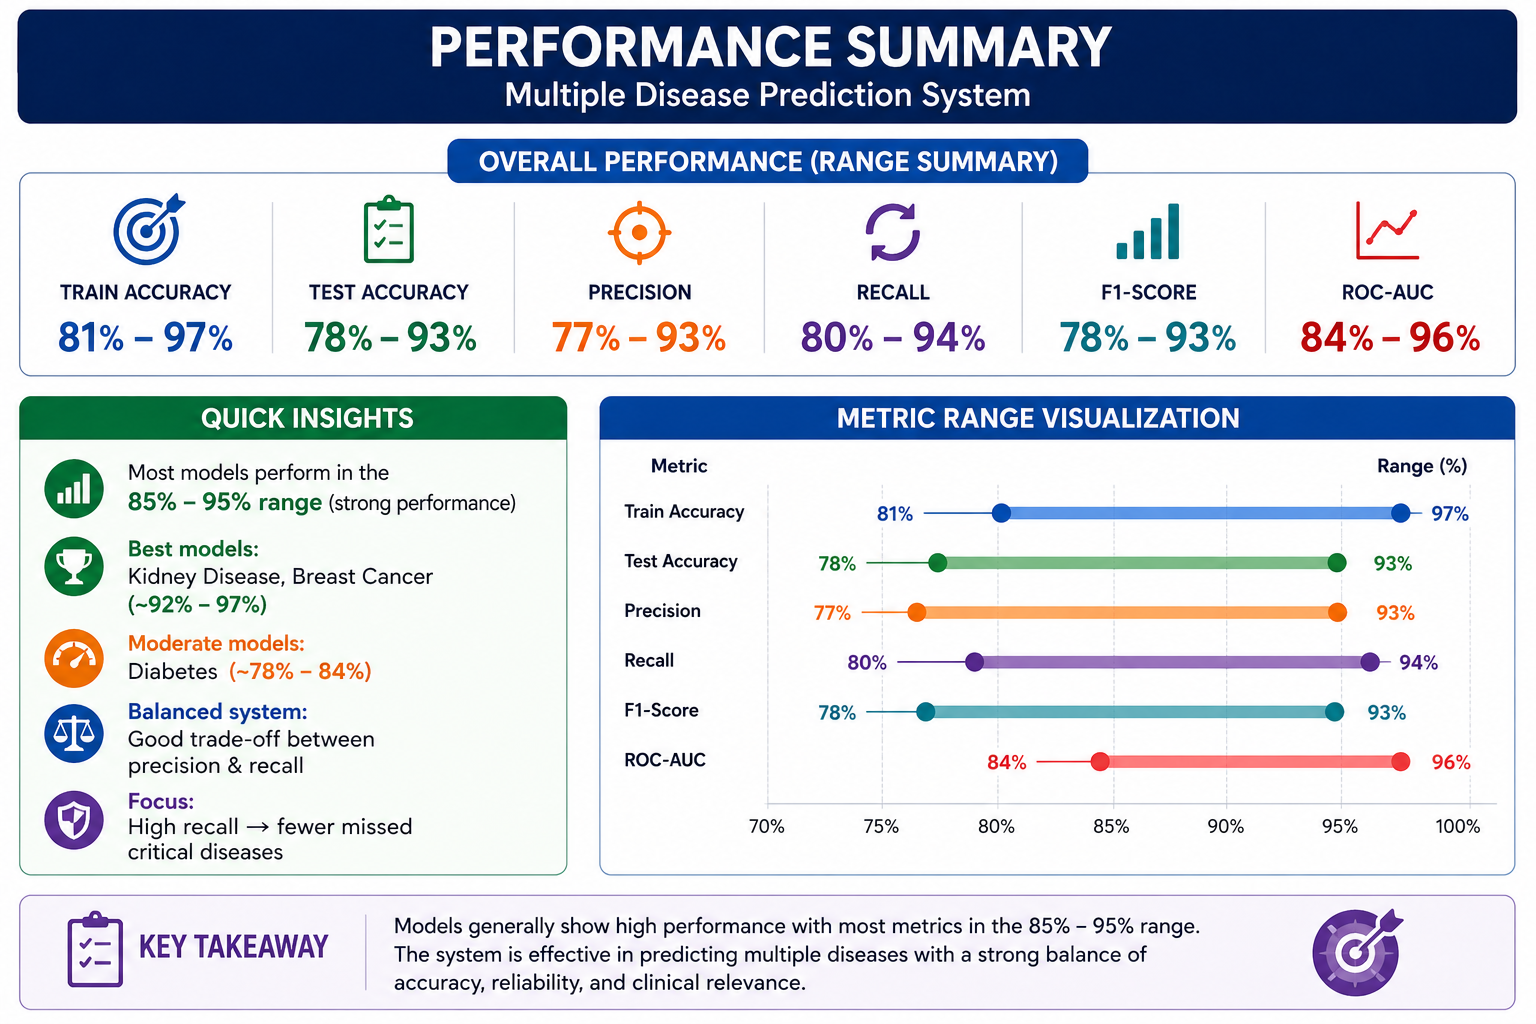 PERFORMANCE SUMMARY
Multiple Disease Prediction System
OVERALL PERFORMANCE (RANGE SUMMARY)
TRAIN ACCURACY
81% – 97%
TEST ACCURACY
78% – 93%
PRECISION
77% – 93%
RECALL
80% – 94%
F1-SCORE
78% – 93%
ROC-AUC
84% – 96%
QUICK INSIGHTS
Most models perform in the
85% – 95% range (strong performance)
Best models:
Kidney Disease, Breast Cancer
(~92% – 97%)
Moderate models:
Diabetes (~78% – 84%)
Balanced system:
Good trade-off between
precision & recall
Focus:
High recall → fewer missed
critical diseases
METRIC RANGE VISUALIZATION
Metric Range (%)
Train Accuracy 81% 97%
Test Accuracy 78% 93%
Precision 77% 93%
Recall 80% 94%
F1-Score 78% 93%
ROC-AUC 84% 96%
70% 75% 80% 85% 90% 95% 100%
KEY TAKEAWAY
Models generally show high performance with most metrics in the 85% – 95% range.
The system is effective in predicting multiple diseases with a strong balance of
accuracy, reliability, and clinical relevance.